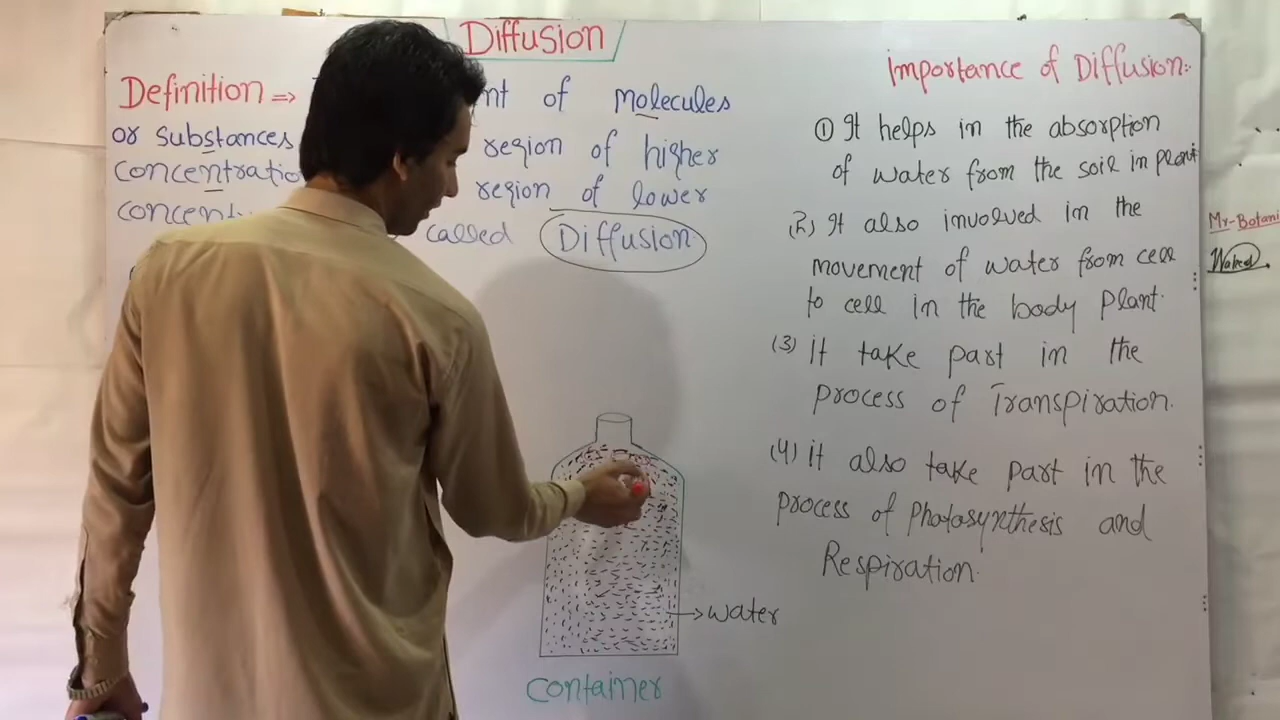 Diffusion
Definition ⇒ nt of molecules
or substances region of higher
concentratio region of lower
concent called Diffusion
importance of Diffusion:-
① It helps in the absorption
of water from the soil in plant
(2) It also involved in the
movement of water from cell
to cell in the body plant.
(3) it take part in the
process of Transpiration.
(4) it also take part in the
process of Photosynthesis and
Respiration.
→ water
Container
Mr-Botani
Waheed